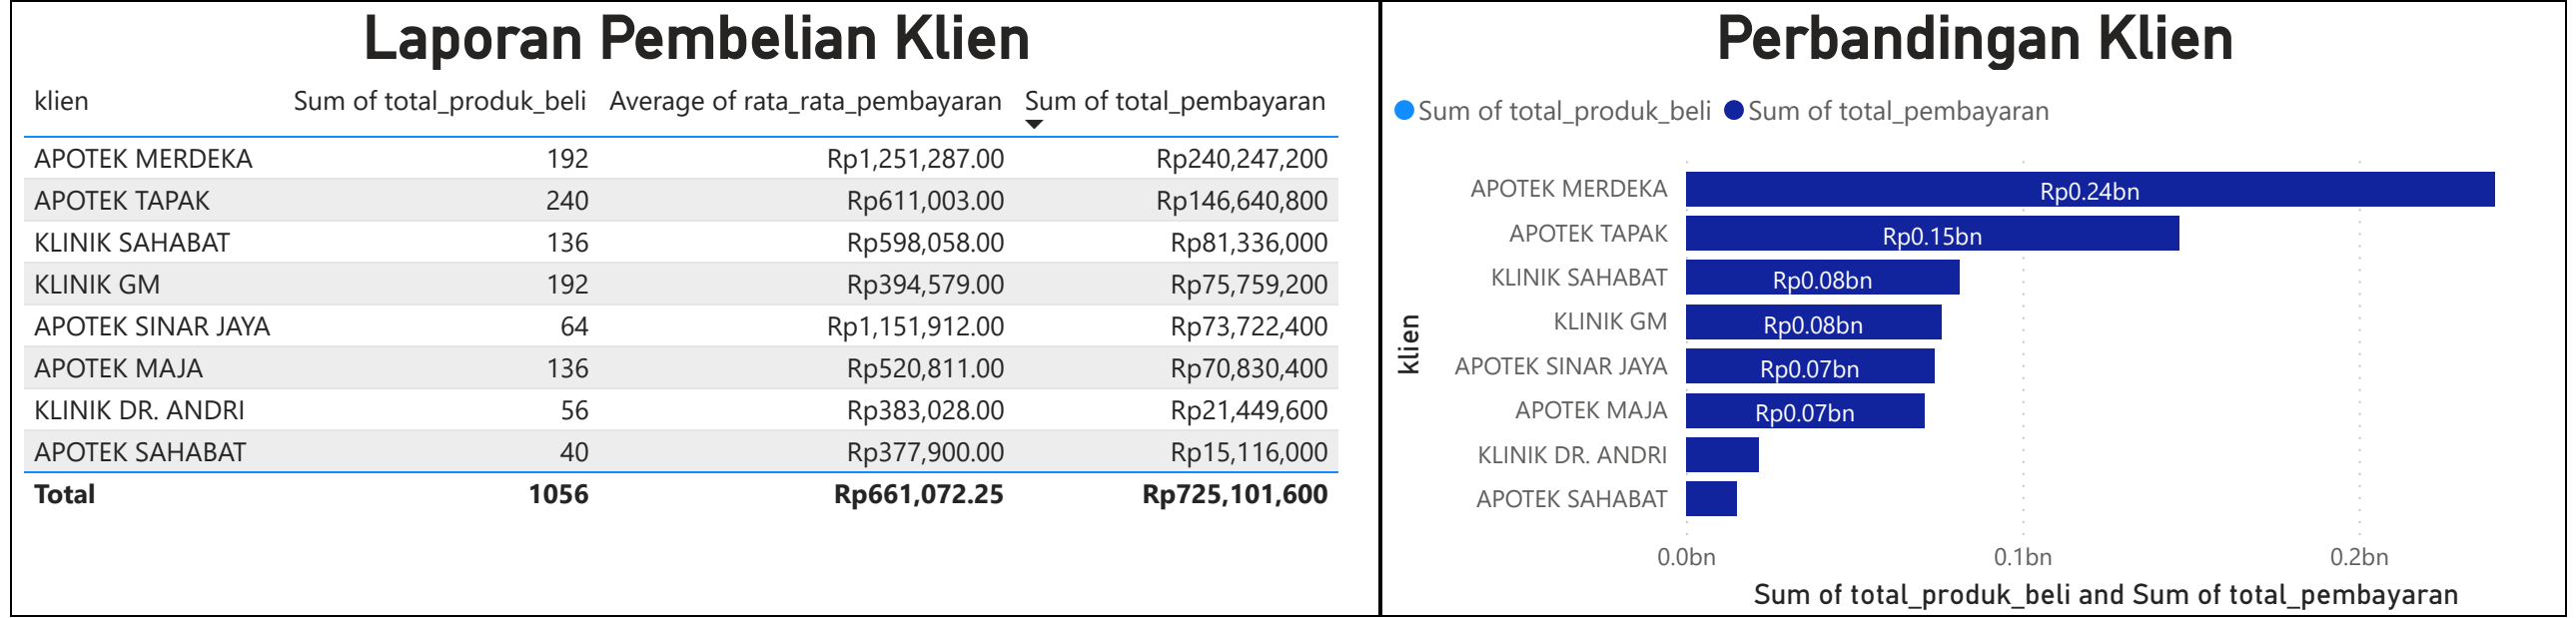 Laporan Pembelian Klien
klien Sum of total_produk_beli Average of rata_rata_pembayaran Sum of total_pembayaran
APOTEK MERDEKA 192 Rp1,251,287.00 Rp240,247,200
APOTEK TAPAK 240 Rp611,003.00 Rp146,640,800
KLINIK SAHABAT 136 Rp598,058.00 Rp81,336,000
KLINIK GM 192 Rp394,579.00 Rp75,759,200
APOTEK SINAR JAYA 64 Rp1,151,912.00 Rp73,722,400
APOTEK MAJA 136 Rp520,811.00 Rp70,830,400
KLINIK DR. ANDRI 56 Rp383,028.00 Rp21,449,600
APOTEK SAHABAT 40 Rp377,900.00 Rp15,116,000
Total 1056 Rp661,072.25 Rp725,101,600
Perbandingan Klien
Sum of total_produk_beli Sum of total_pembayaran
klien
APOTEK MERDEKA Rp0.24bn
APOTEK TAPAK Rp0.15bn
KLINIK SAHABAT Rp0.08bn
KLINIK GM Rp0.08bn
APOTEK SINAR JAYA Rp0.07bn
APOTEK MAJA Rp0.07bn
KLINIK DR. ANDRI
APOTEK SAHABAT
0.0bn 0.1bn 0.2bn
Sum of total_produk_beli and Sum of total_pembayaran